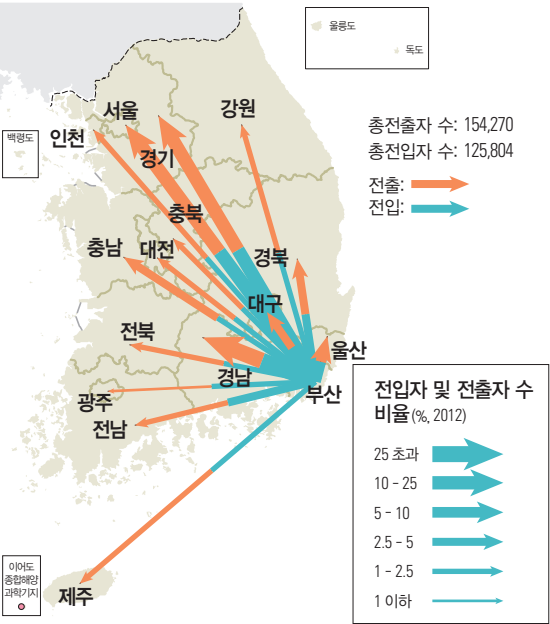 울릉도
독도
서울
강원
인천
백령도
경기
총전출자 수: 154,270
총전입자 수: 125,804
전출:
전입:
충북
충남
대전
경북
대구
전북
울산
경남
부산
광주
전남
전입자 및 전출자 수
비율(%, 2012)
25 초과
10 - 25
5 - 10
2.5 - 5
1 - 2.5
1 이하
이어도
종합해양
과학기지
제주